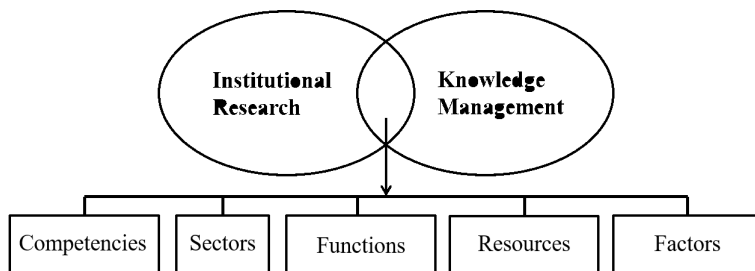 Institutional
Research
Knowledge
Management
Competencies
Sectors
Functions
Resources
Factors